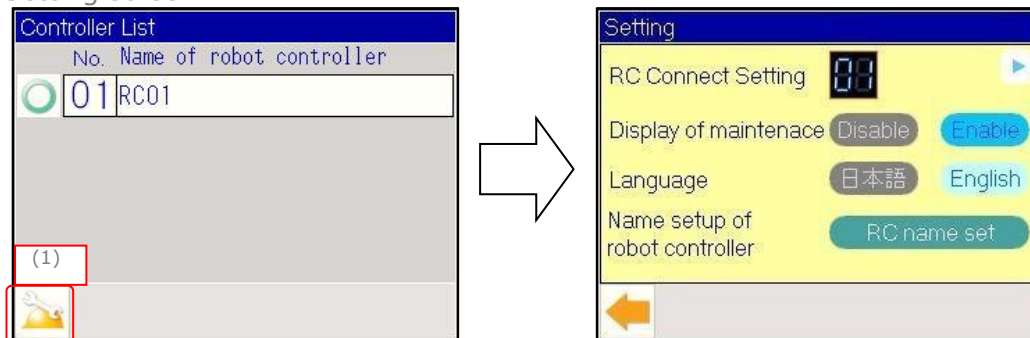 Controller List
No. Name of robot controller
01 RC01
(1)
Setting
RC Connect Setting 01
Display of maintenace Disable Enable
Language 日本語 English
Name setup of
robot controller
RC name set